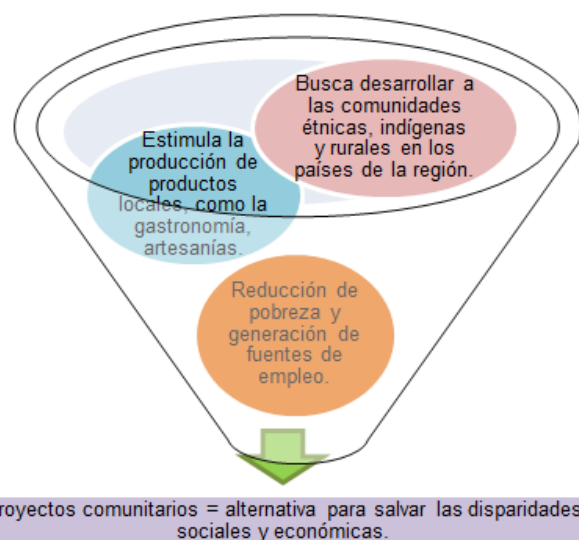 Busca desarrollar a
las comunidades
étnicas, indígenas
y rurales en los
países de la región.
Estimula la
producción de
productos
locales, como la
gastronomía,
artesanías.
Reducción de
pobreza y
generación de
fuentes de
empleo.
royectos comunitarios = alternativa para salvar las disparidades
sociales y económicas.